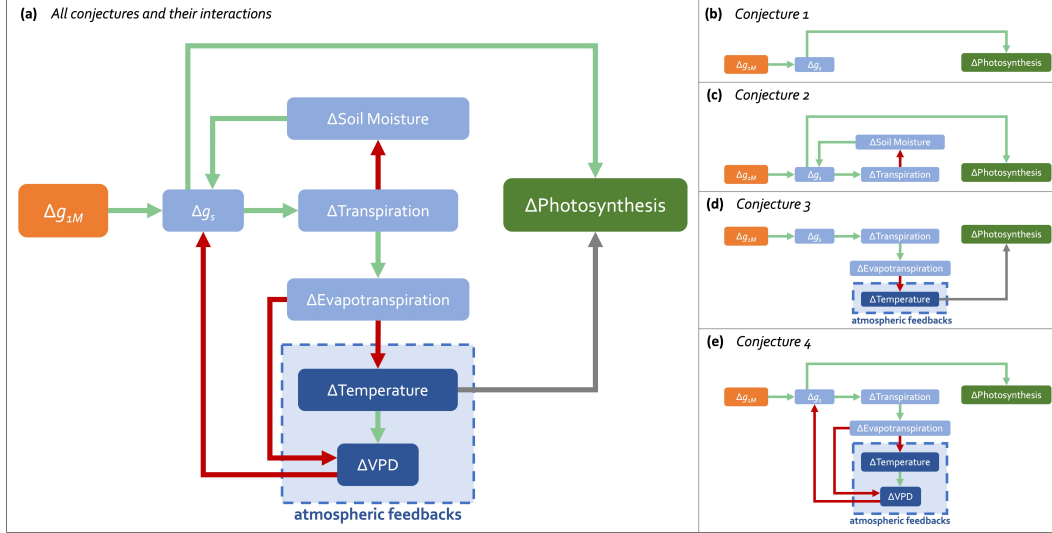 (a) All conjectures and their interactions
ΔSoil Moisture
Δg1M
Δgs
ΔTranspiration
ΔPhotosynthesis
ΔEvapotranspiration
ΔTemperature
ΔVPD
atmospheric feedbacks
(b) Conjecture 1
Δg1M
Δgs
ΔPhotosynthesis
(c) Conjecture 2
ΔSoil Moisture
Δg1M
Δgs
ΔTranspiration
ΔPhotosynthesis
(d) Conjecture 3
Δg1M
Δgs
ΔTranspiration
ΔPhotosynthesis
ΔEvapotranspiration
ΔTemperature
atmospheric feedbacks
(e) Conjecture 4
Δg1M
Δgs
ΔTranspiration
ΔPhotosynthesis
ΔEvapotranspiration
ΔTemperature
ΔVPD
atmospheric feedbacks